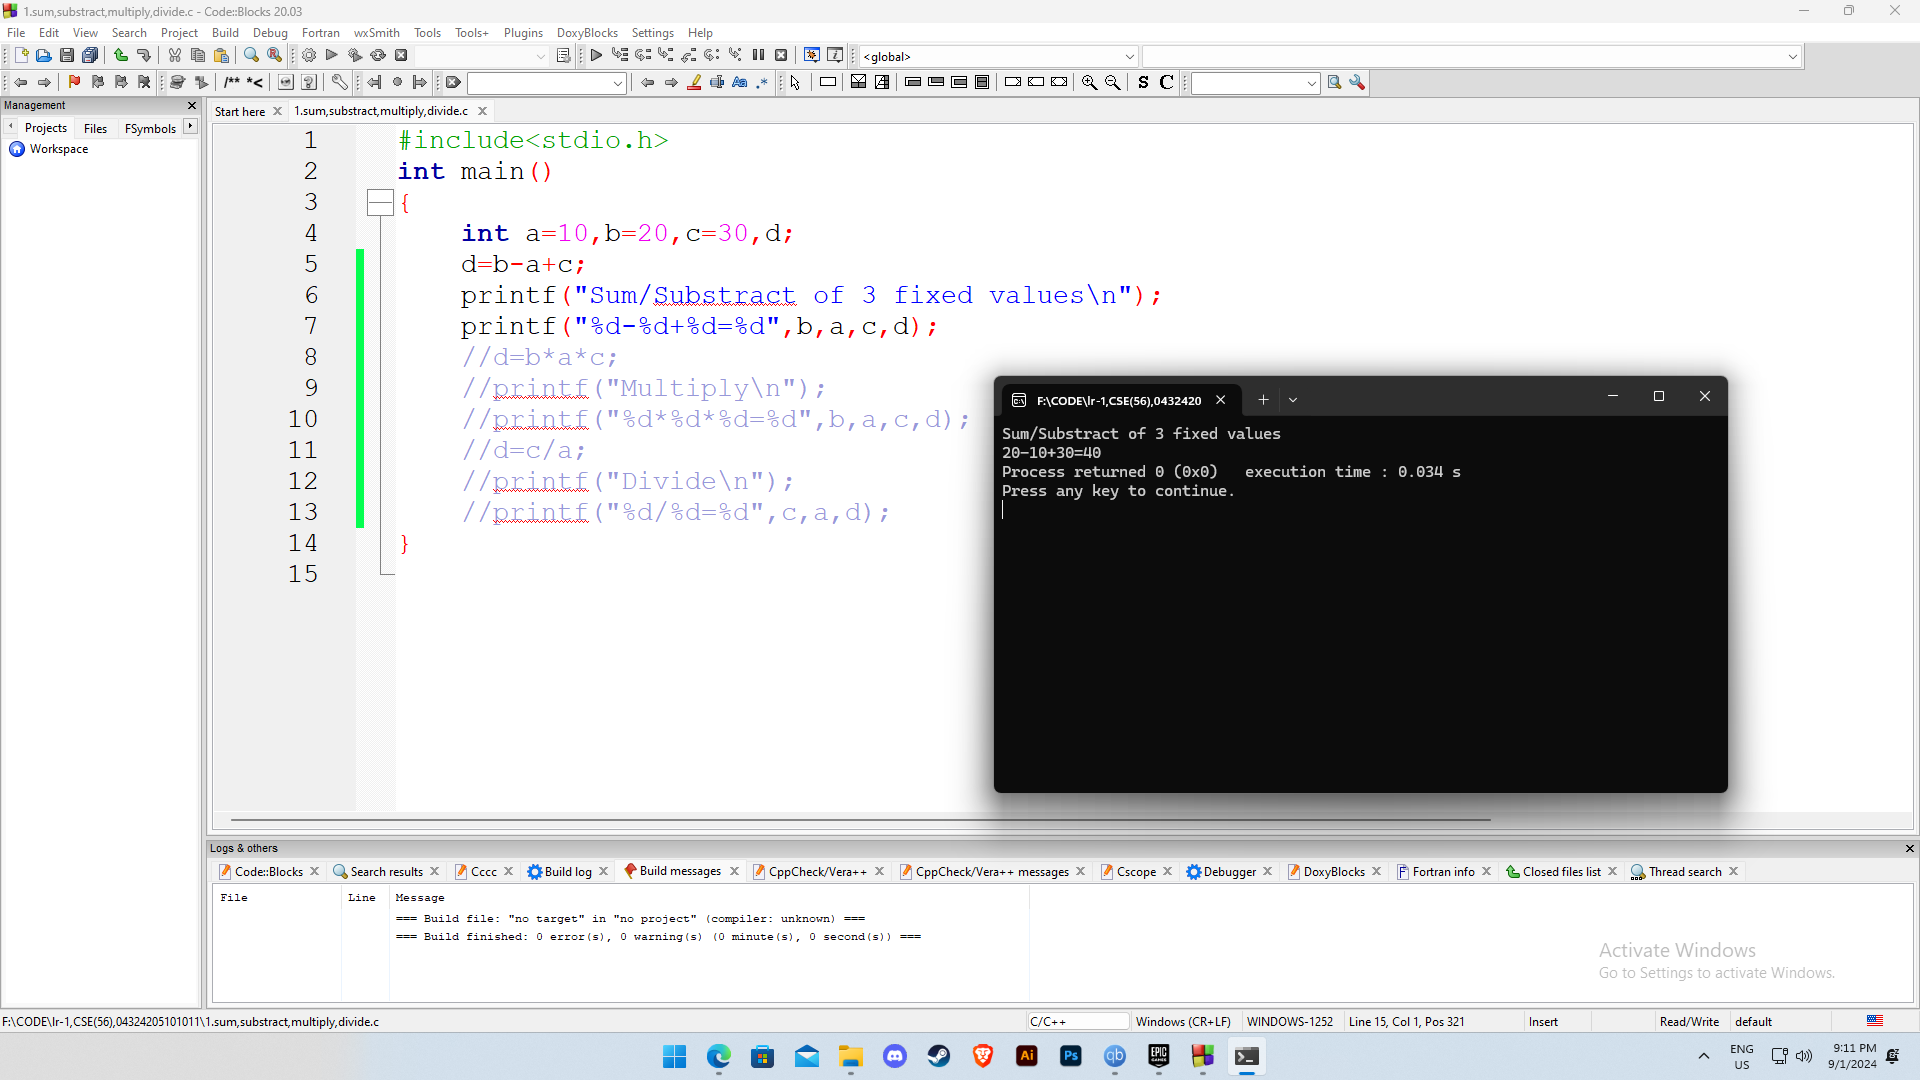 1.sum,substract,multiply,divide.c - Code::Blocks 20.03
File Edit View Search Project Build Debug Fortran wxSmith Tools Tools+ Plugins DoxyBlocks Settings Help
<global>
/** *<
S C
Management
Projects Files FSymbols
Workspace
Start here 1.sum,substract,multiply,divide.c
1 #include<stdio.h>
2 int main()
3 {
4 int a=10,b=20,c=30,d;
5 d=b-a+c;
6 printf("Sum/Substract of 3 fixed values\n");
7 printf("%d-%d+%d=%d",b,a,c,d);
8 //d=b*a*c;
9 //printf("Multiply\n");
10 //printf("%d*%d*%d=%d",b,a,c,d);
11 //d=c/a;
12 //printf("Divide\n");
13 //printf("%d/%d=%d",c,a,d);
14 }
15
F:\CODE\lr-1,CSE(56),0432420
Sum/Substract of 3 fixed values
20-10+30=40
Process returned 0 (0x0)   execution time : 0.034 s
Press any key to continue.
Logs & others
Code::Blocks Search results Cccc Build log Build messages CppCheck/Vera++ CppCheck/Vera++ messages Cscope Debugger DoxyBlocks Fortran info Closed files list Thread search
File Line Message
=== Build file: "no target" in "no project" (compiler: unknown) ===
=== Build finished: 0 error(s), 0 warning(s) (0 minute(s), 0 second(s)) ===
Activate Windows
Go to Settings to activate Windows.
F:\CODE\lr-1,CSE(56),04324205101011\1.sum,substract,multiply,divide.c C/C++ Windows (CR+LF) WINDOWS-1252 Line 15, Col 1, Pos 321 Insert Read/Write default
Ai Ps qb EPIC GAMES
ENG
US
9:11 PM
9/1/2024